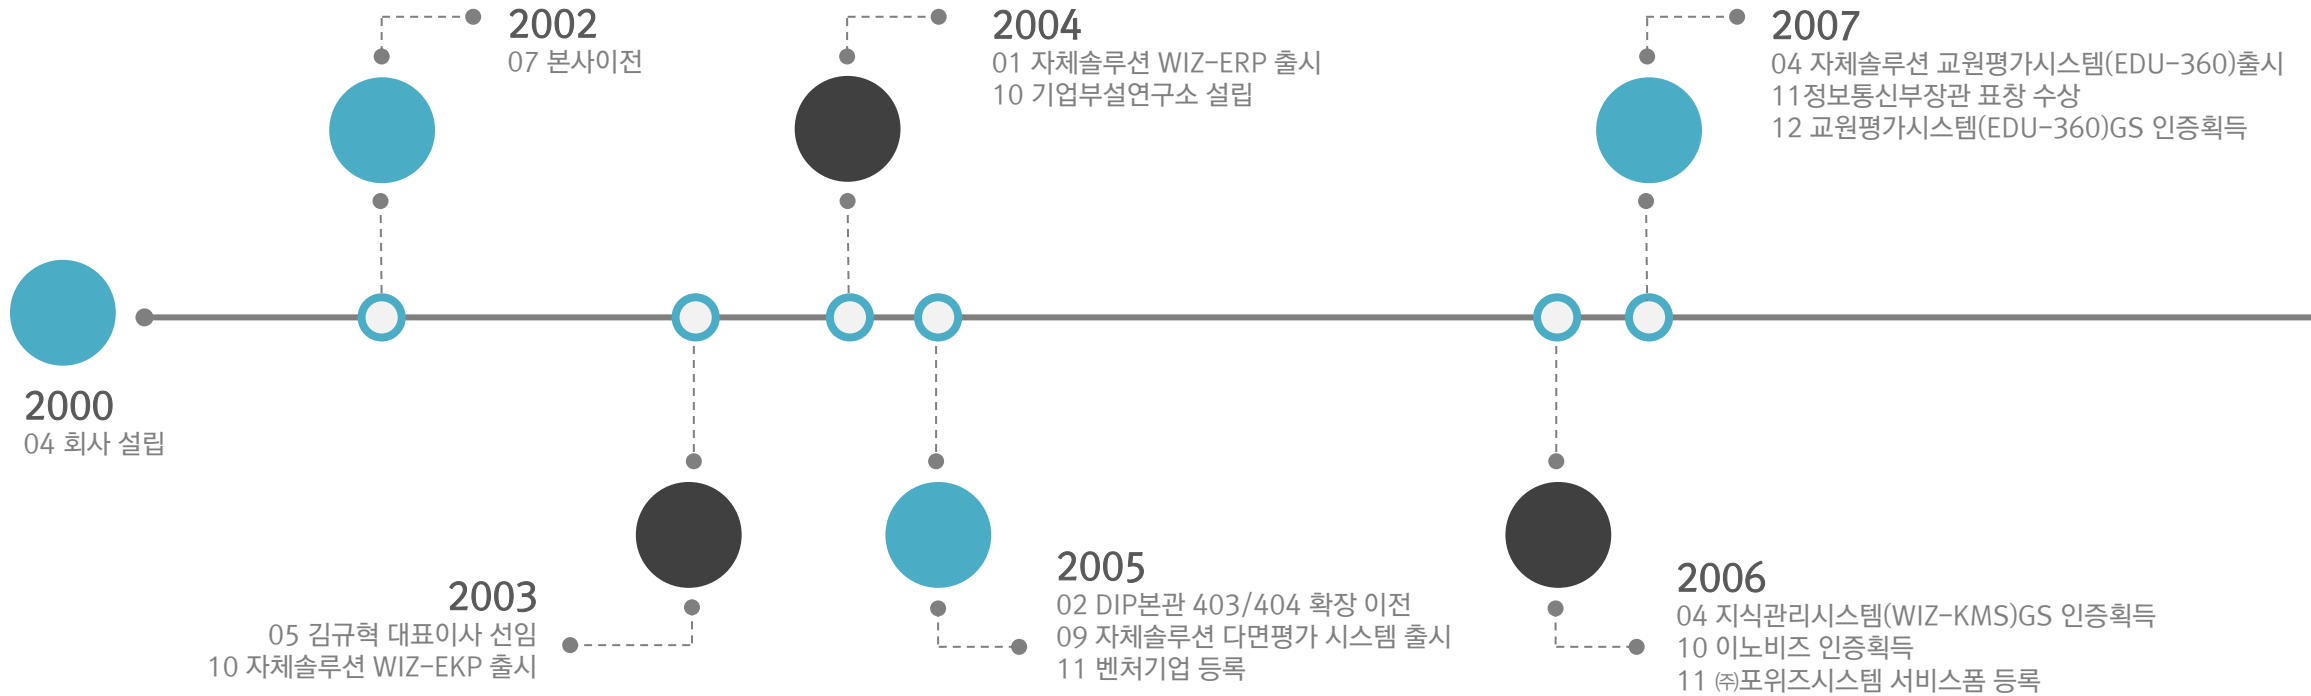 2000
04 회사 설립
2002
07 본사이전
2003
05 김규혁 대표이사 선임
10 자체솔루션 WIZ-EKP 출시
2004
01 자체솔루션 WIZ-ERP 출시
10 기업부설연구소 설립
2005
02 DIP본관 403/404 확장 이전
09 자체솔루션 다면평가 시스템 출시
11 벤처기업 등록
2006
04 지식관리시스템(WIZ-KMS)GS 인증획득
10 이노비즈 인증획득
11 ㈜포위즈시스템 서비스폼 등록
2007
04 자체솔루션 교원평가시스템(EDU-360)출시
11정보통신부장관 표창 수상
12 교원평가시스템(EDU-360)GS 인증획득